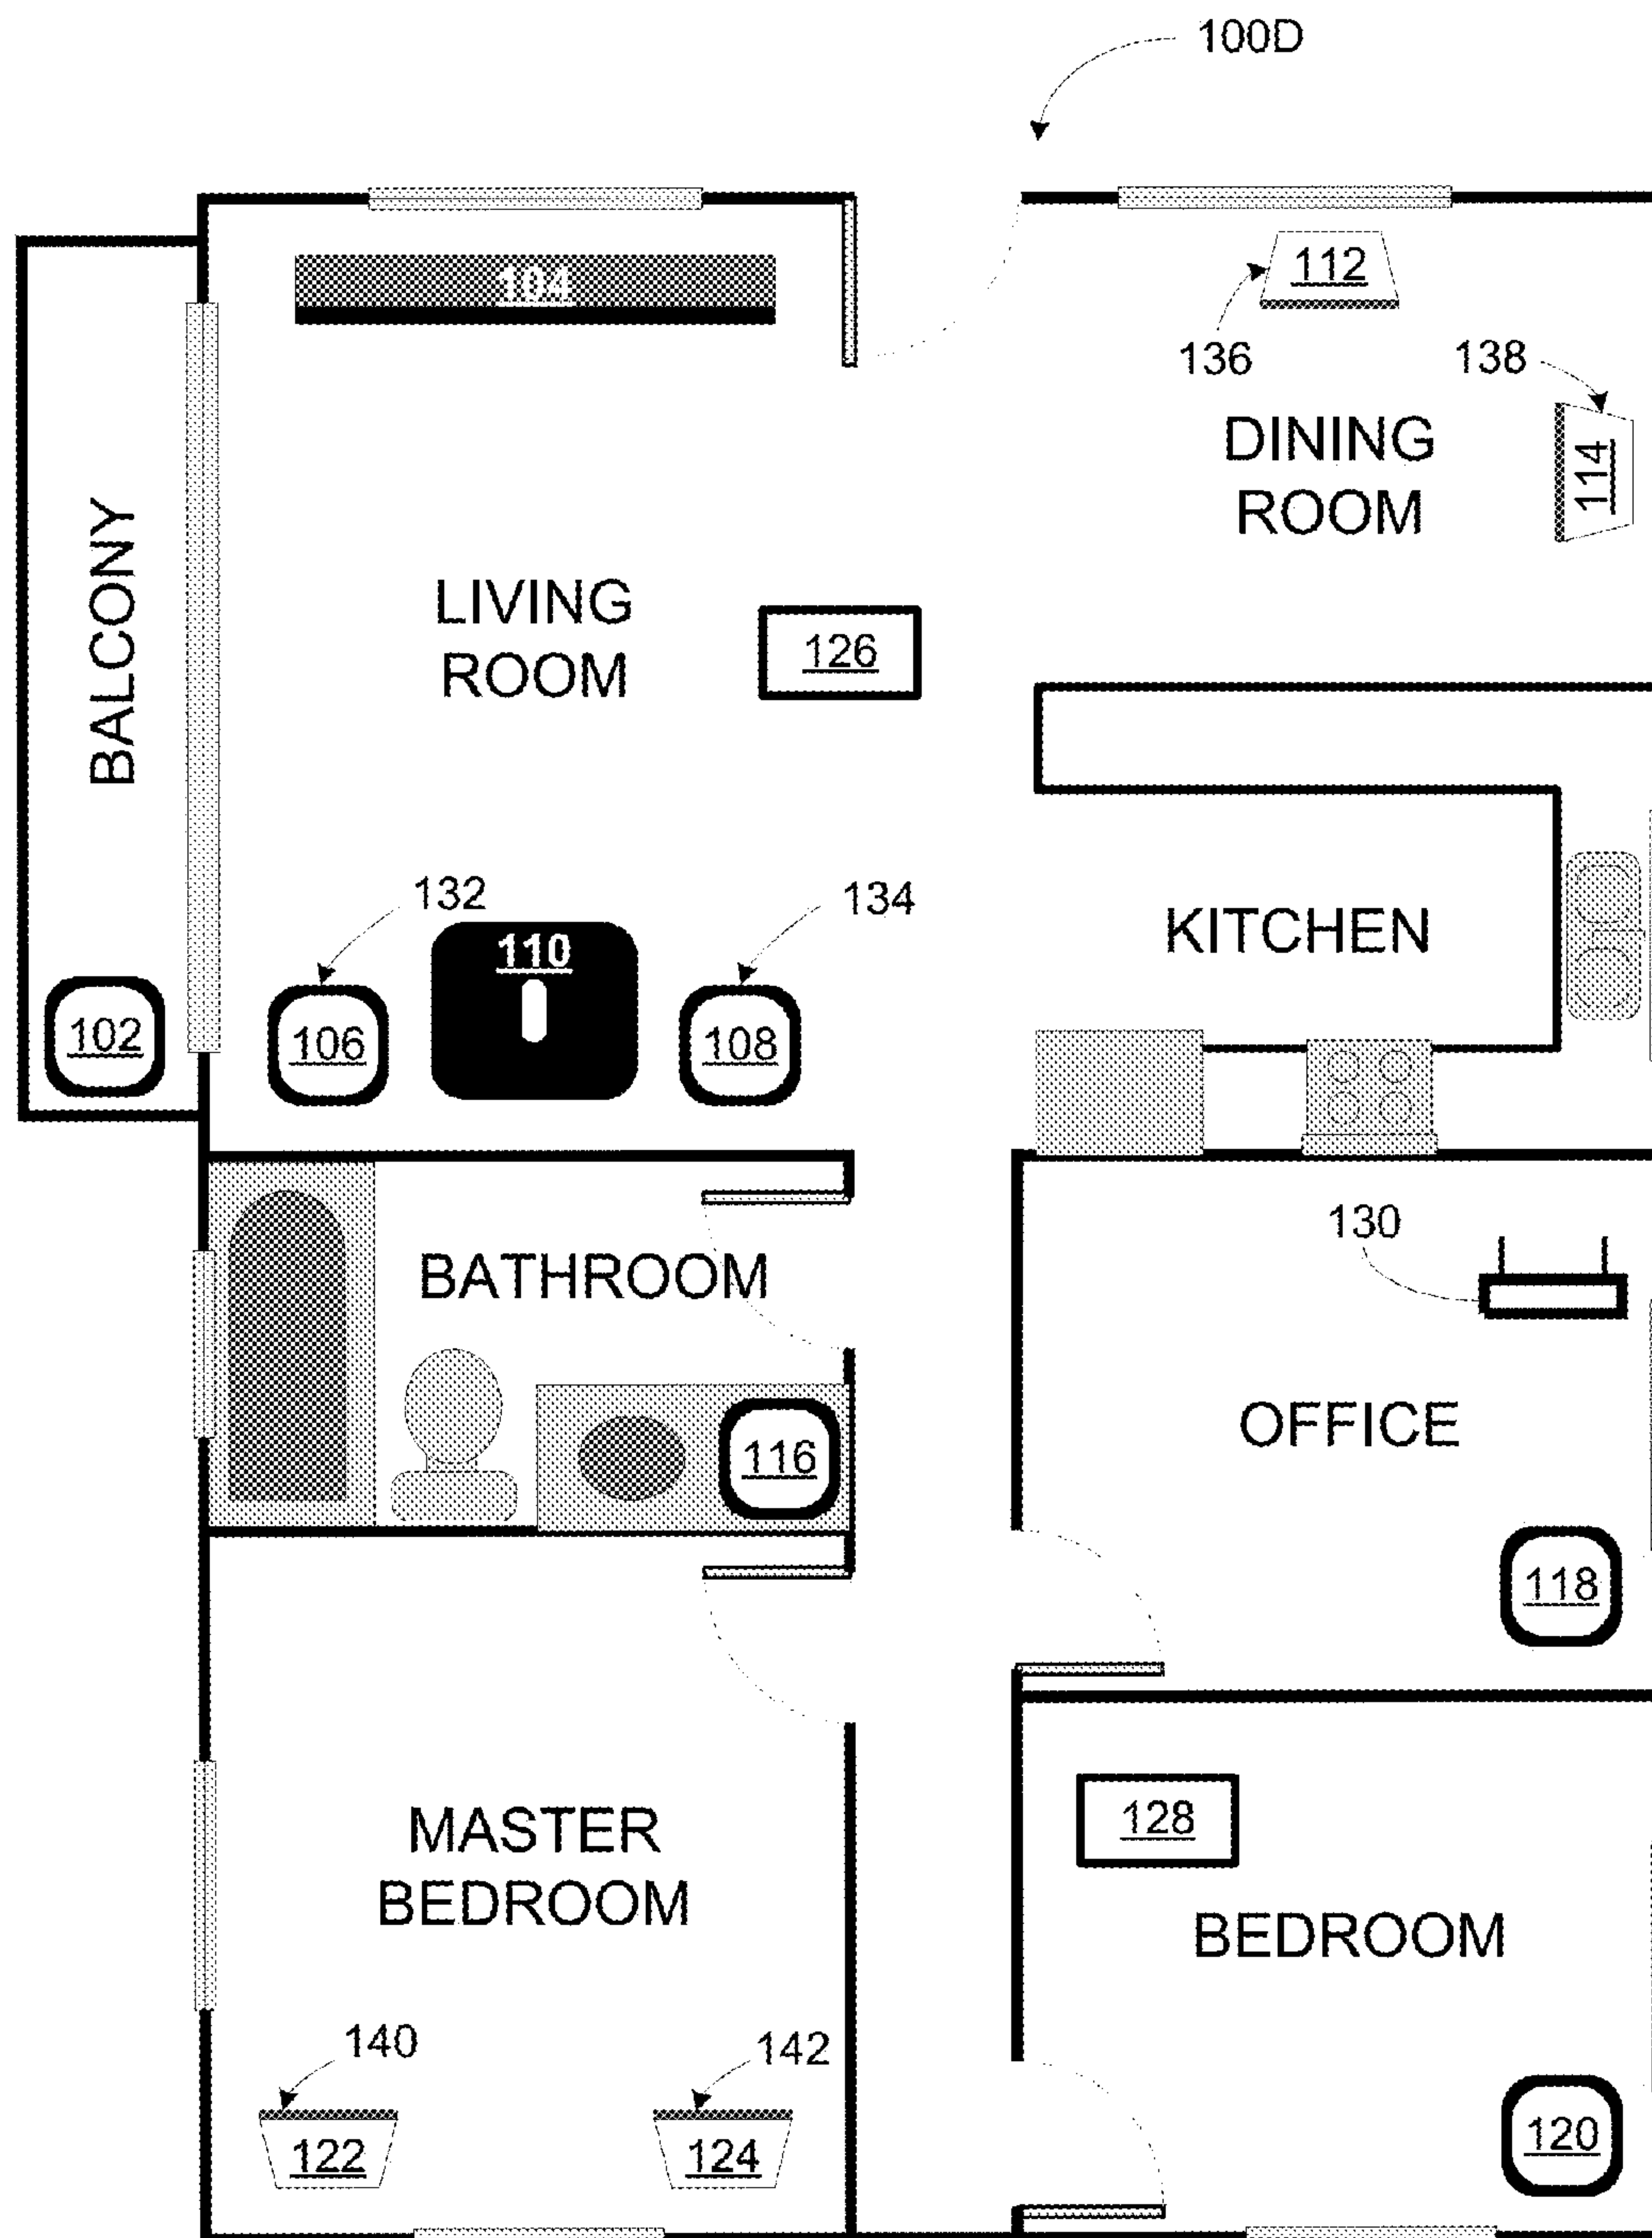 100D
104
112
136
138
114
DINING
ROOM
BALCONY
LIVING
ROOM
126
132
134
110
KITCHEN
102
106
108
130
BATHROOM
OFFICE
116
118
MASTER
BEDROOM
128
BEDROOM
140
142
122
124
120